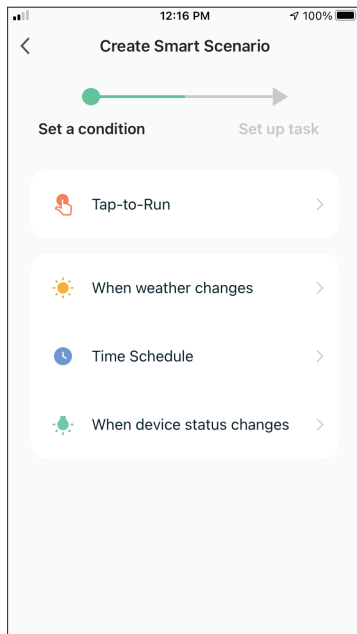 12:16 PM
100%
Create Smart Scenario
Set a condition
Set up task
Tap-to-Run
When weather changes
Time Schedule
When device status changes